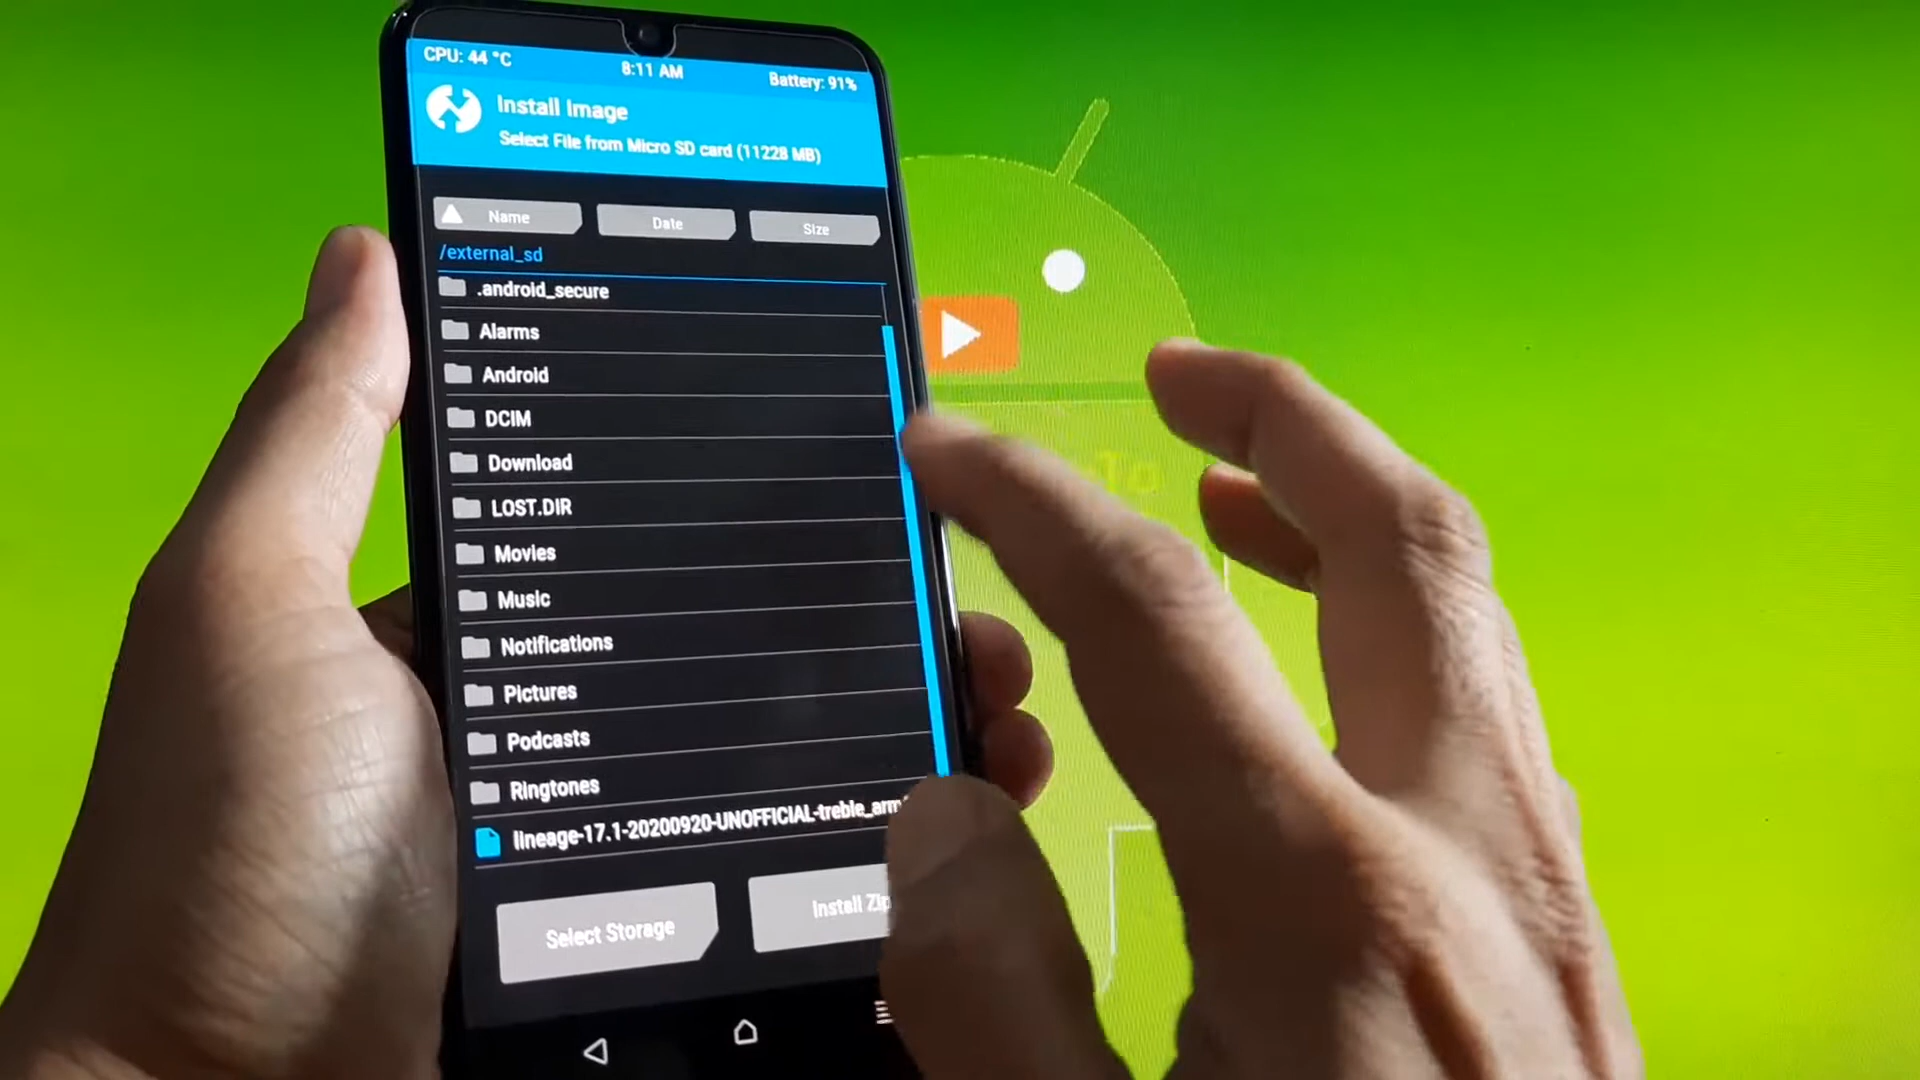 CPU: 44 °C
8:11 AM
Battery: 91%
Install Image
Select File from Micro SD card (11228 MB)
Name
Date
Size
/external_sd
.android_secure
Alarms
Android
DCIM
Download
LOST.DIR
Movies
Music
Notifications
Pictures
Podcasts
Ringtones
lineage-17.1-20200920-UNOFFICIAL-treble_arm
Select Storage
Install Zip